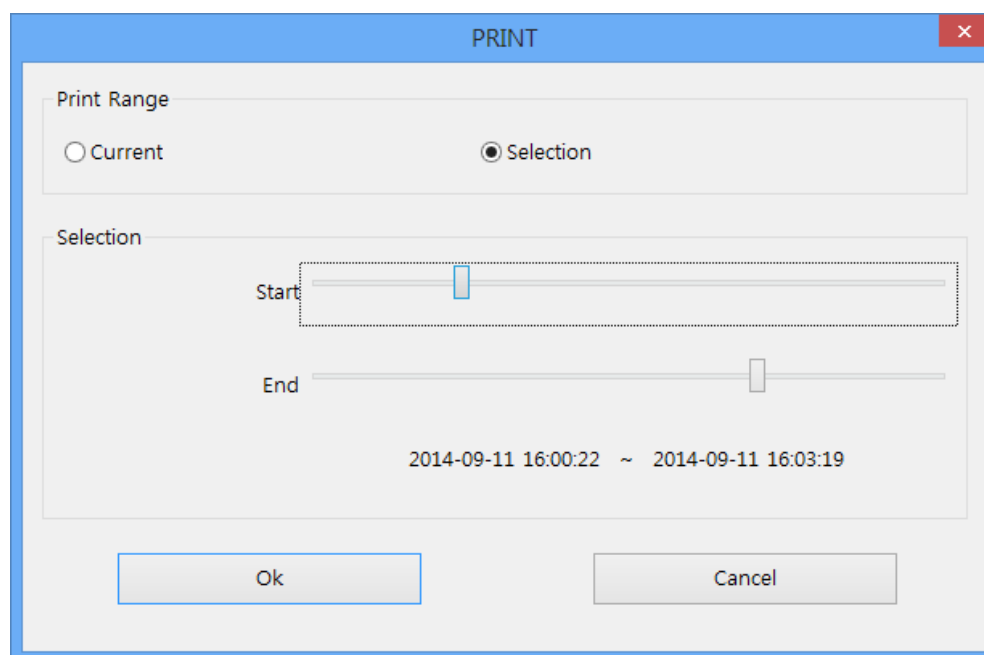 PRINT
Print Range
Current
Selection
Selection
Start
End
2014-09-11 16:00:22 ~ 2014-09-11 16:03:19
Ok
Cancel